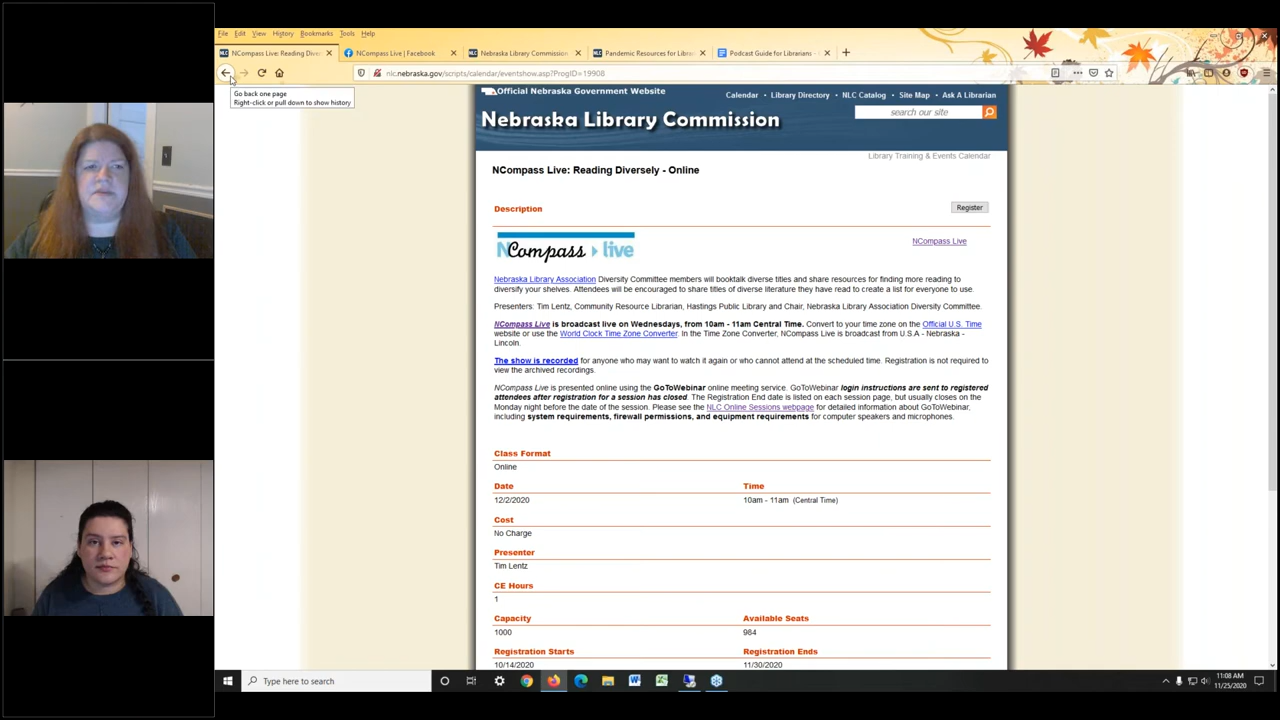 File Edit View History Bookmarks Tools Help
NCompass Live: Reading Diver
NCompass Live | Facebook
Nebraska Library Commission
Pandemic Resources for Librar
Podcast Guide for Librarians -
nlc.nebraska.gov/scripts/calendar/eventshow.asp?ProgID=19908
Go back one page
Right-click or pull down to show history
Official Nebraska Government Website
Calendar • Library Directory • NLC Catalog • Site Map • Ask A Librarian
Nebraska Library Commission
search our site
Library Training & Events Calendar
NCompass Live: Reading Diversely - Online
Description
Register
NCompass live
NCompass Live
Nebraska Library Association Diversity Committee members will booktalk diverse titles and share resources for finding more reading to
diversify your shelves. Attendees will be encouraged to share titles of diverse literature they have read to create a list for everyone to use.
Presenters: Tim Lentz, Community Resource Librarian, Hastings Public Library and Chair, Nebraska Library Association Diversity Committee.
NCompass Live is broadcast live on Wednesdays, from 10am - 11am Central Time. Convert to your time zone on the Official U.S. Time
website or use the World Clock Time Zone Converter. In the Time Zone Converter, NCompass Live is broadcast from U.S.A - Nebraska -
Lincoln.
The show is recorded for anyone who may want to watch it again or who cannot attend at the scheduled time. Registration is not required to
view the archived recordings.
NCompass Live is presented online using the GoToWebinar online meeting service. GoToWebinar login instructions are sent to registered
attendees after registration for a session has closed. The Registration End date is listed on each session page, but usually closes on the
Monday night before the date of the session. Please see the NLC Online Sessions webpage for detailed information about GoToWebinar,
including system requirements, firewall permissions, and equipment requirements for computer speakers and microphones.
Class Format
Online
Date Time
12/2/2020 10am - 11am (Central Time)
Cost
No Charge
Presenter
Tim Lentz
CE Hours
1
Capacity Available Seats
1000 984
Registration Starts Registration Ends
10/14/2020 11/30/2020
Type here to search
11:08 AM
11/25/2020